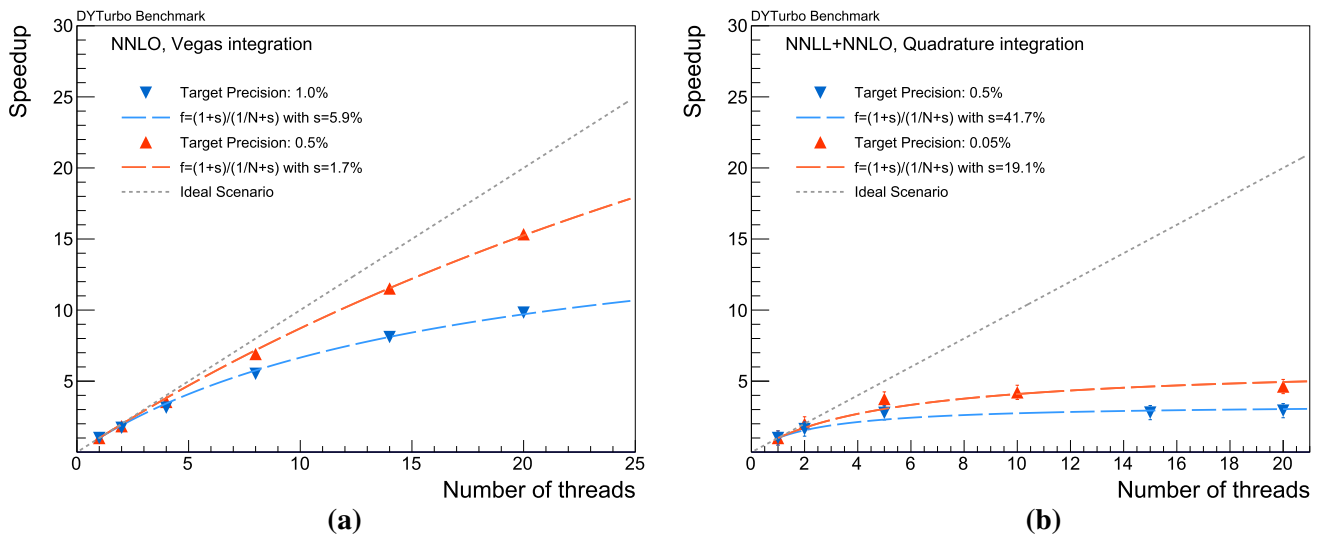 DYTurbo Benchmark
NNLO, Vegas integration
Target Precision: 1.0%
f=(1+s)/(1/N+s) with s=5.9%
Target Precision: 0.5%
f=(1+s)/(1/N+s) with s=1.7%
Ideal Scenario
Speedup
30
25
20
15
10
5
0 5 10 15 20 25
Number of threads
(a)
DYTurbo Benchmark
NNLL+NNLO, Quadrature integration
Target Precision: 0.5%
f=(1+s)/(1/N+s) with s=41.7%
Target Precision: 0.05%
f=(1+s)/(1/N+s) with s=19.1%
Ideal Scenario
Speedup
30
25
20
15
10
5
0 2 4 6 8 10 12 14 16 18 20
Number of threads
(b)